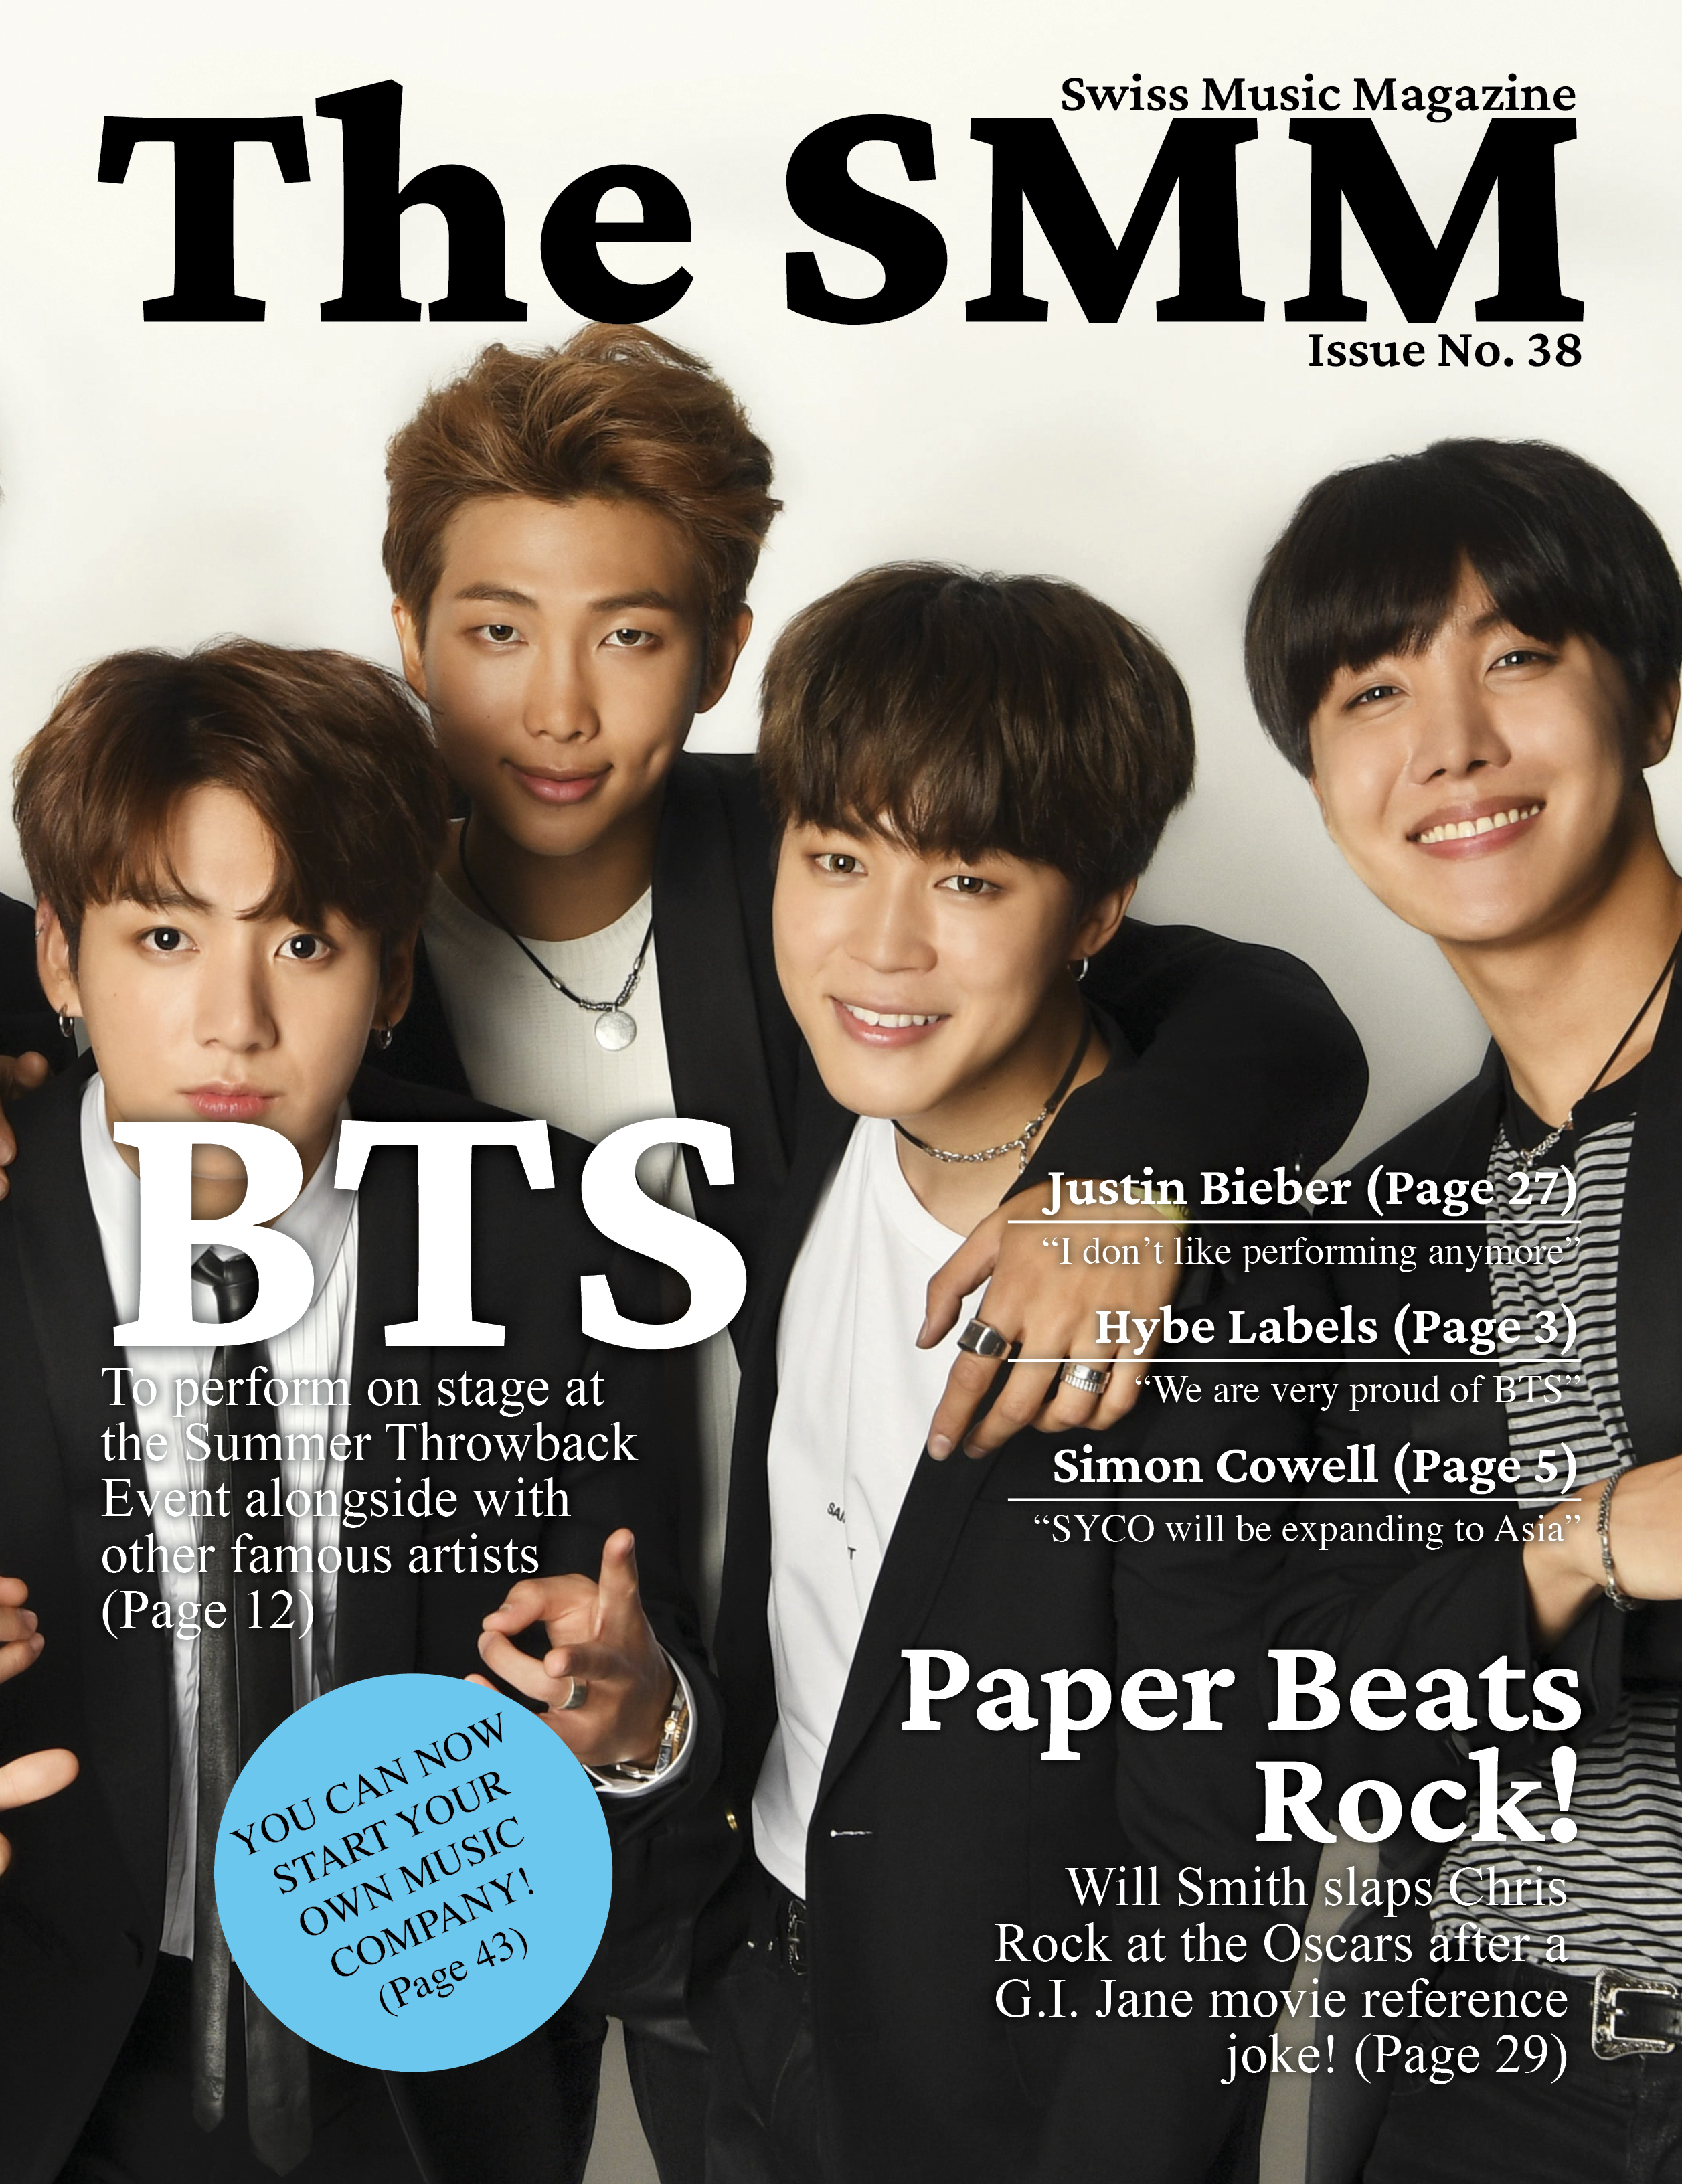 Swiss Music Magazine
The SMM
Issue No. 38
BTS
To perform on stage at
the Summer Throwback
Event alongside with
other famous artists
(Page 12)
Justin Bieber (Page 27)
“I don’t like performing anymore”
Hybe Labels (Page 3)
“We are very proud of BTS”
Simon Cowell (Page 5)
“SYCO will be expanding to Asia”
YOU CAN NOW
START YOUR
OWN MUSIC
COMPANY!
(Page 43)
Paper Beats
Rock!
Will Smith slaps Chris
Rock at the Oscars after a
G.I. Jane movie reference
joke! (Page 29)